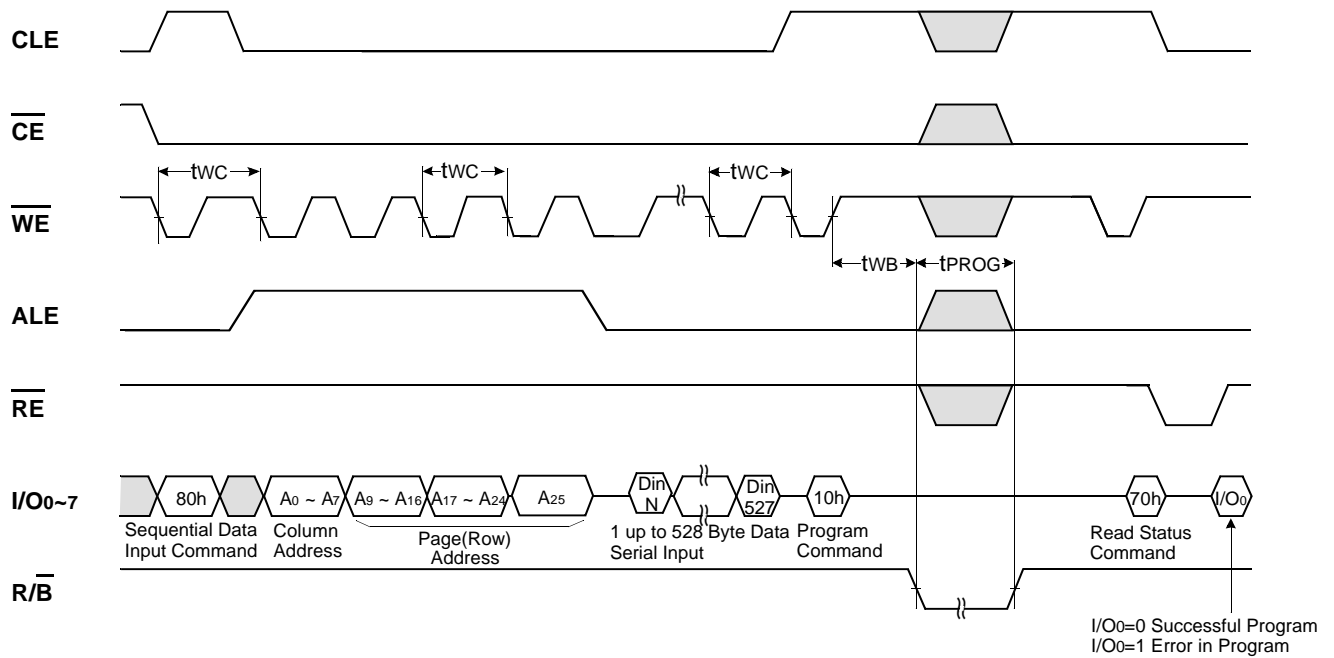 CLE
CE
tWC
tWC
tWC
WE
tWB
tPROG
ALE
RE
I/O0~7
80h
A0 ~ A7
A9 ~ A16
A17 ~ A24
A25
Din
N
Din
527
10h
70h
I/O0
Sequential Data
Input Command
Column
Address
Page(Row)
Address
1 up to 528 Byte Data
Serial Input
Program
Command
Read Status
Command
R/B
I/O0=0 Successful Program
I/O0=1 Error in Program